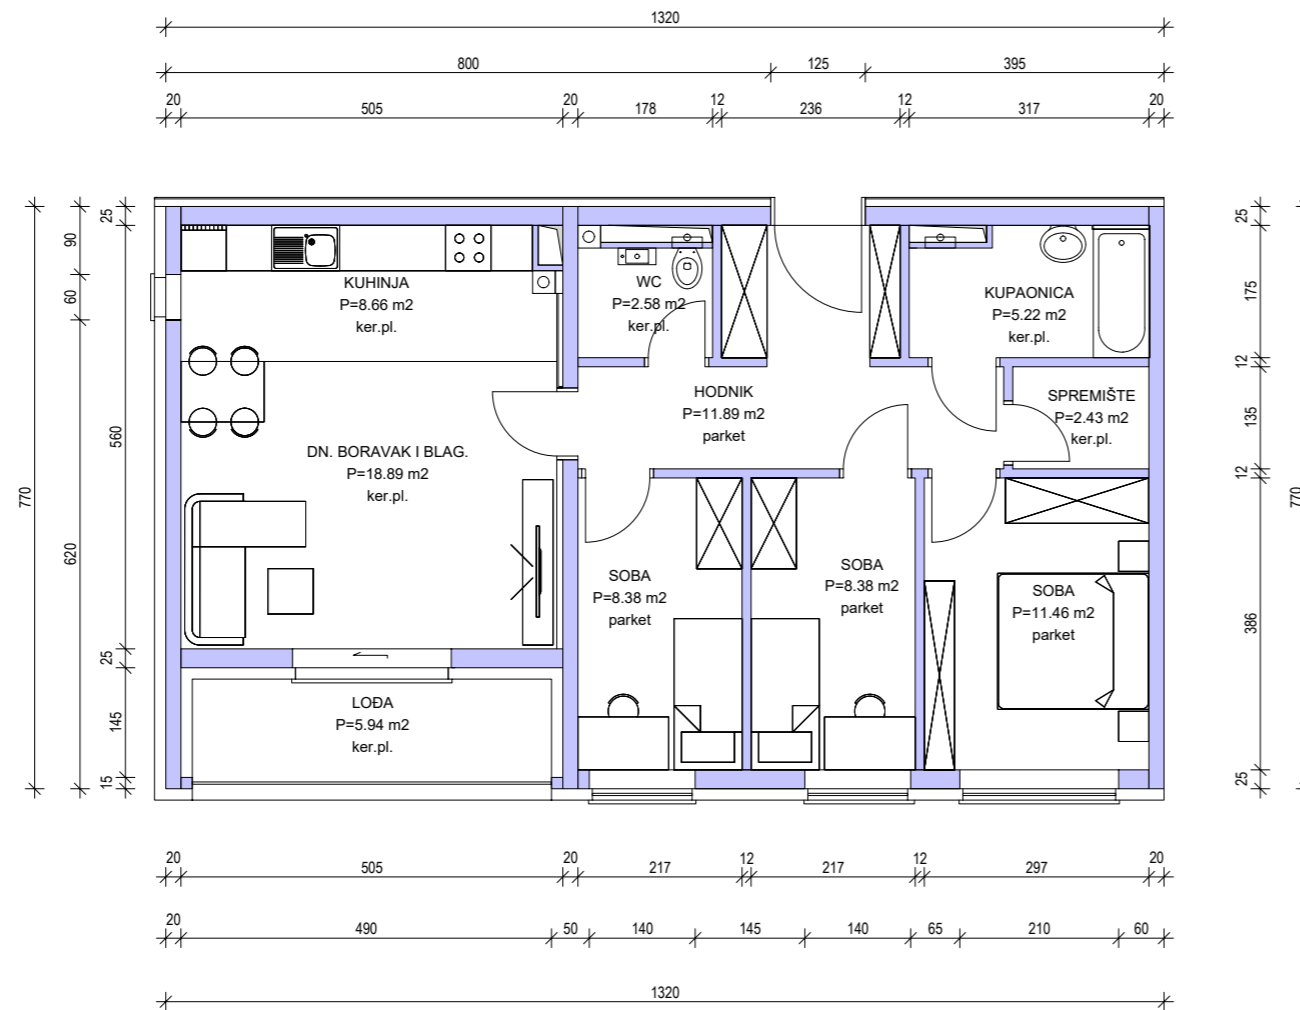 1320
800 125 395
20 505 20 178 12 236 12 317 20
25
90
60
620
770
560
25
145
15
25
175
12
135
12
386
25
770
KUHINJA
P=8.66 m2
ker.pl.
WC
P=2.58 m2
ker.pl.
KUPAONICA
P=5.22 m2
ker.pl.
HODNIK
P=11.89 m2
parket
SPREMIŠTE
P=2.43 m2
ker.pl.
DN. BORAVAK I BLAG.
P=18.89 m2
ker.pl.
SOBA
P=8.38 m2
parket
SOBA
P=8.38 m2
parket
SOBA
P=11.46 m2
parket
LOĐA
P=5.94 m2
ker.pl.
20 505 20 217 12 217 12 297 20
20 490 50 140 145 140 65 210 60
1320